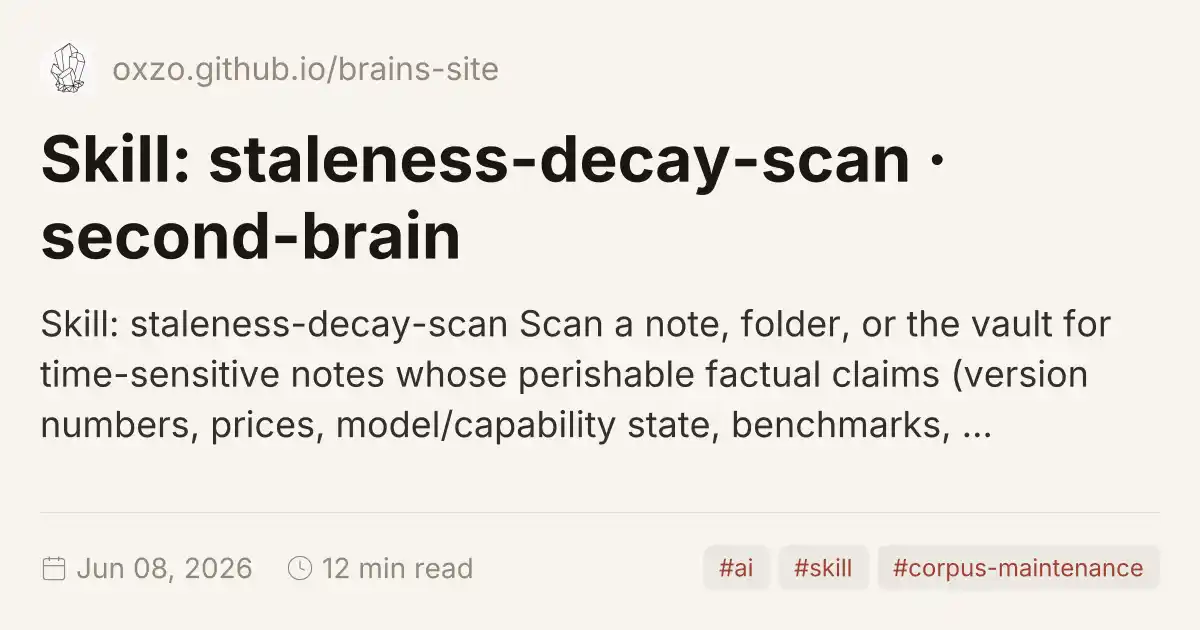 oxzo.github.io/brains-site
Skill: staleness-decay-scan ·
second-brain
Skill: staleness-decay-scan Scan a note, folder, or the vault for
time-sensitive notes whose perishable factual claims (version
numbers, prices, model/capability state, benchmarks, ...
Jun 08, 2026 12 min read #ai #skill #corpus-maintenance